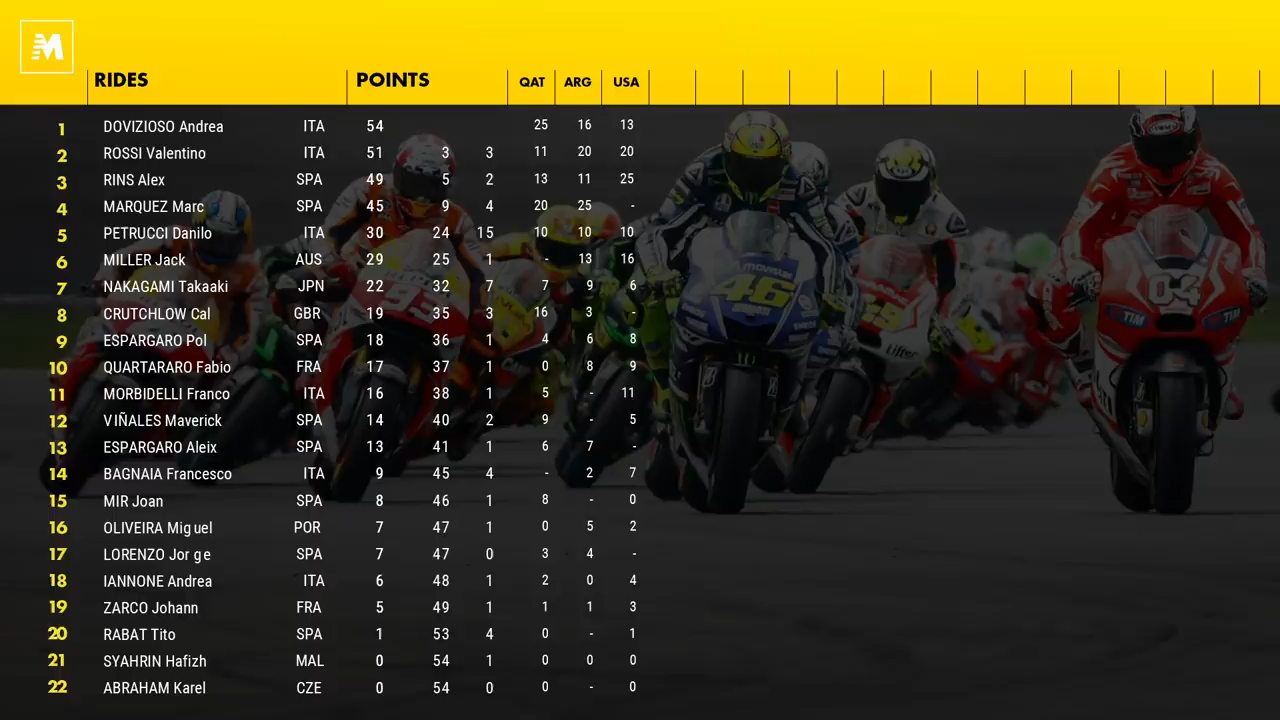 M
RIDES POINTS QAT ARG USA
1 DOVIZIOSO Andrea ITA 54 25 16 13
2 ROSSI Valentino ITA 51 3 3 11 20 20
3 RINS Alex SPA 49 5 2 13 11 25
4 MARQUEZ Marc SPA 45 9 4 20 25 -
5 PETRUCCI Danilo ITA 30 24 15 10 10 10
6 MILLER Jack AUS 29 25 1 - 13 16
7 NAKAGAMI Takaaki JPN 22 32 7 7 9 6
8 CRUTCHLOW Cal GBR 19 35 3 16 3 -
9 ESPARGARO Pol SPA 18 36 1 4 6 8
10 QUARTARARO Fabio FRA 17 37 1 0 8 9
11 MORBIDELLI Franco ITA 16 38 1 5 - 11
12 VIÑALES Maverick SPA 14 40 2 9 - 5
13 ESPARGARO Aleix SPA 13 41 1 6 7 -
14 BAGNAIA Francesco ITA 9 45 4 - 2 7
15 MIR Joan SPA 8 46 1 8 - 0
16 OLIVEIRA Miguel POR 7 47 1 0 5 2
17 LORENZO Jorge SPA 7 47 0 3 4 -
18 IANNONE Andrea ITA 6 48 1 2 0 4
19 ZARCO Johann FRA 5 49 1 1 1 3
20 RABAT Tito SPA 1 53 4 0 - 1
21 SYAHRIN Hafizh MAL 0 54 1 0 0 0
22 ABRAHAM Karel CZE 0 54 0 0 - 0
movistar
46
93
04
TIM
TIM